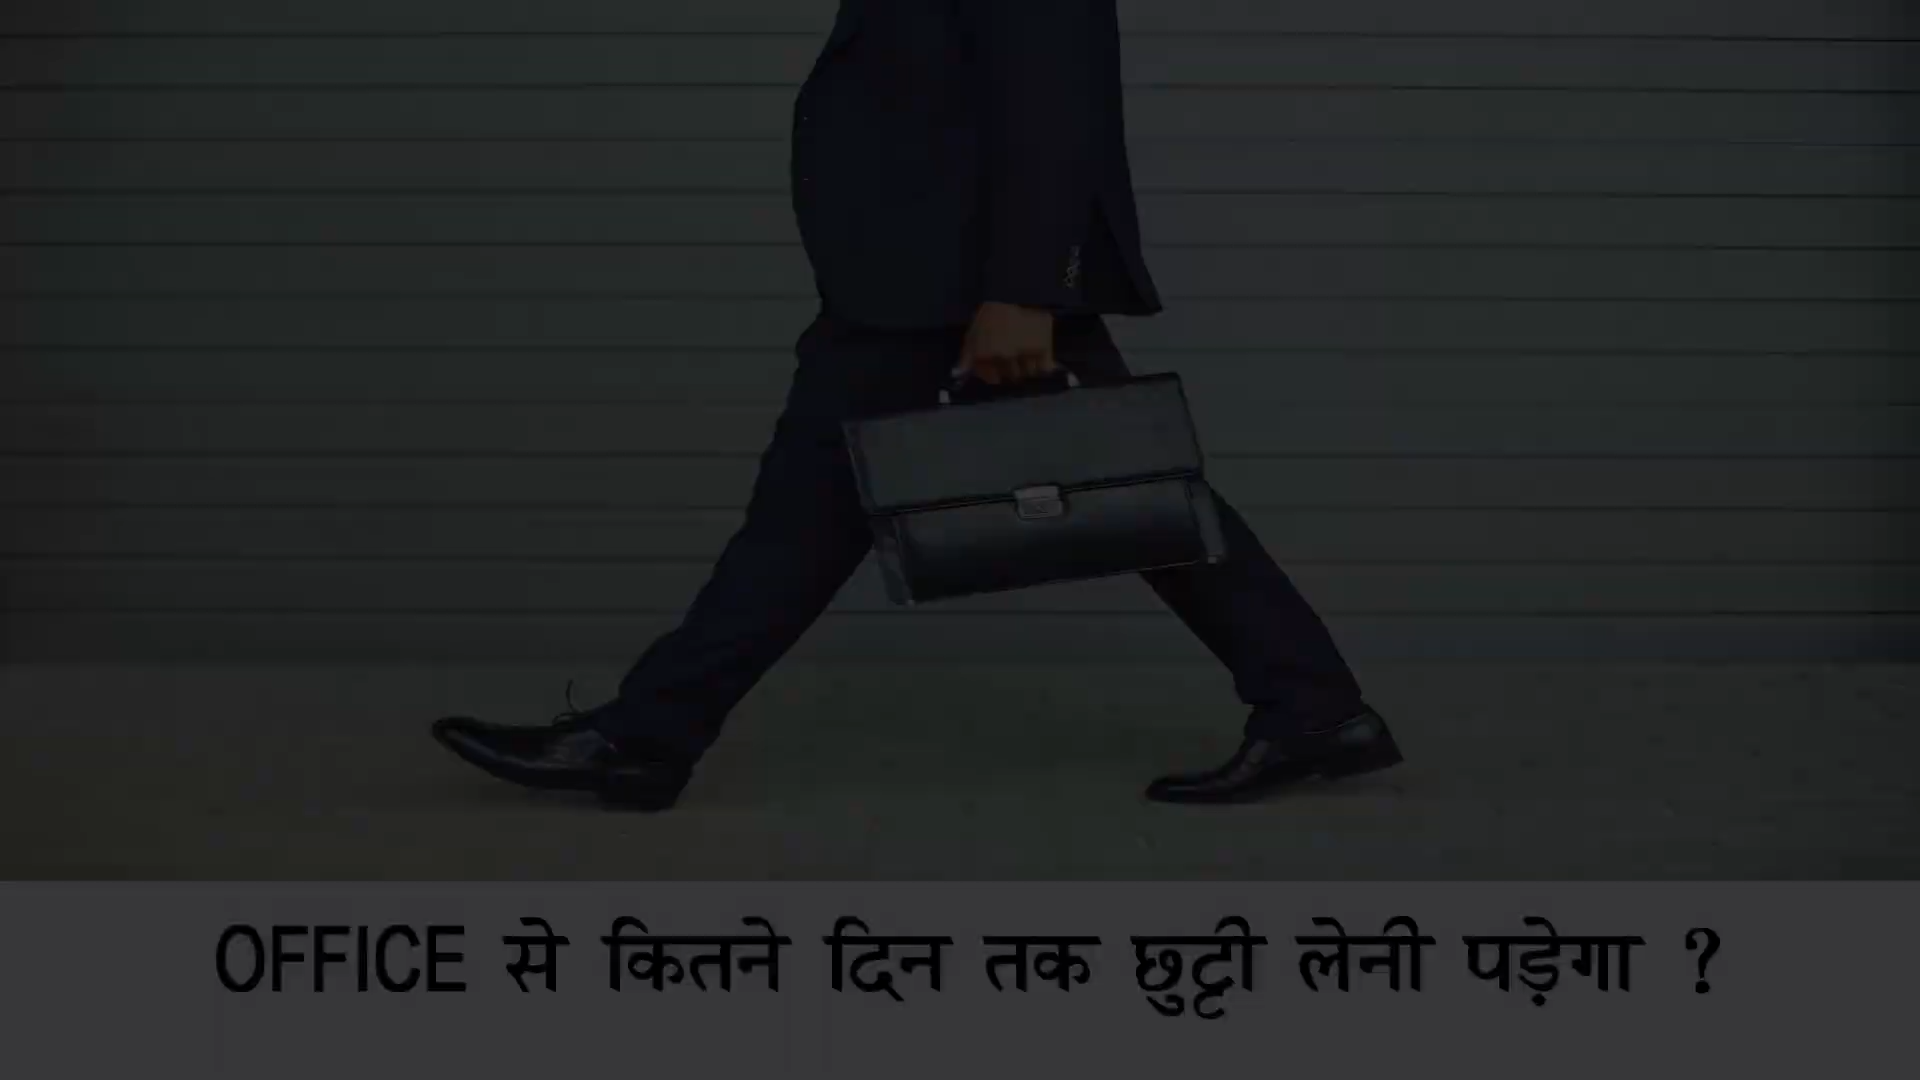 OFFICE से कितने दिन तक छुट्टी लेनी पड़ेगा ?